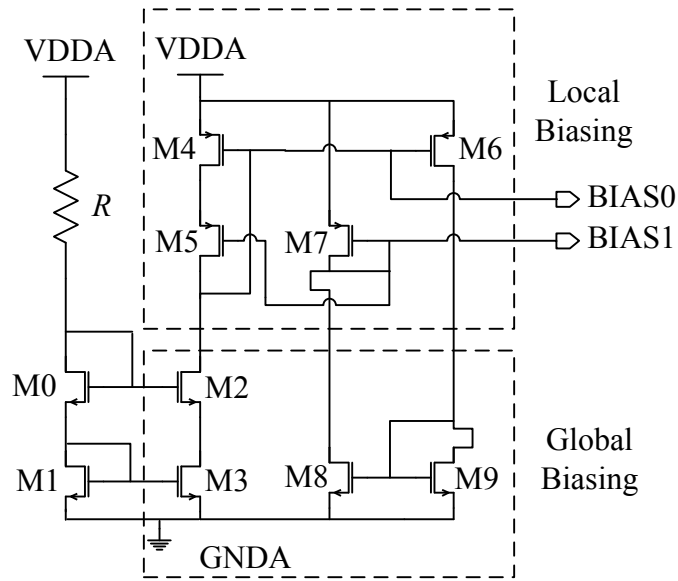 VDDA
VDDA
Local
Biasing
M4
M6
R
BIAS0
M5
M7
BIAS1
M0
M2
Global
Biasing
M1
M3
M8
M9
GNDA